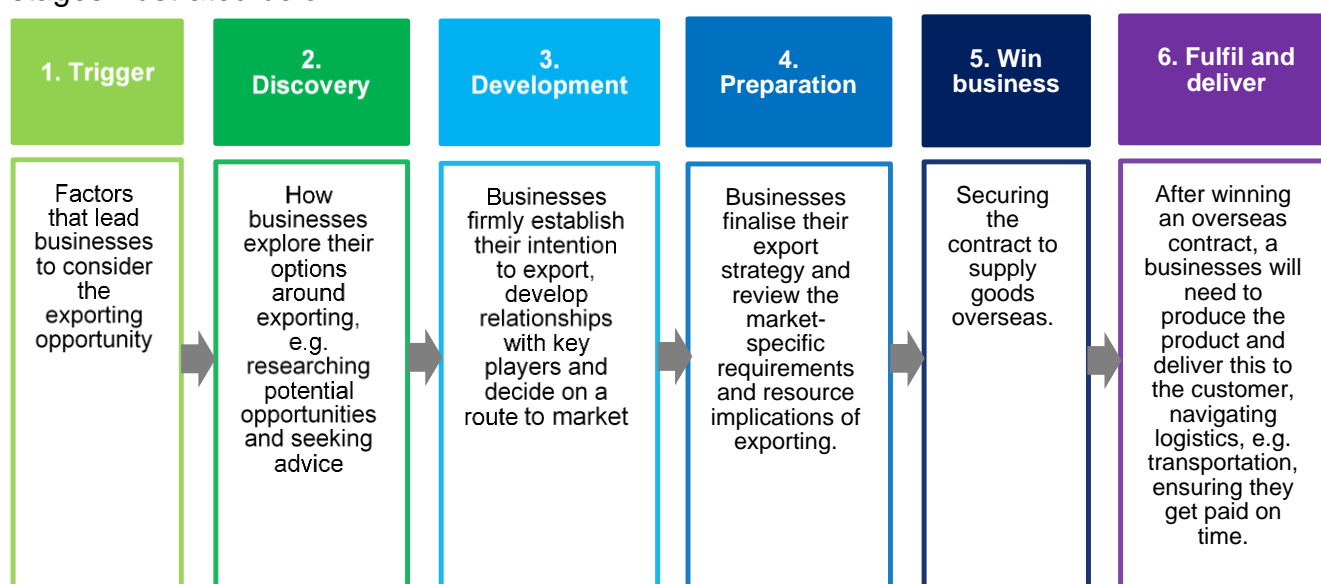 1. Trigger
2.
Discovery
3.
Development
4.
Preparation
5. Win
business
6. Fulfil and
deliver
Factors
that lead
businesses
to consider
the
exporting
opportunity
How
businesses
explore their
options
around
exporting,
e.g.
researching
potential
opportunities
and seeking
advice
Businesses
firmly establish
their intention
to export,
develop
relationships
with key
players and
decide on a
route to market
Businesses
finalise their
export
strategy and
review the
market-
specific
requirements
and resource
implications of
exporting.
Securing
the
contract to
supply
goods
overseas.
After winning
an overseas
contract, a
businesses will
need to
produce the
product and
deliver this to
the customer,
navigating
logistics, e.g.
transportation,
ensuring they
get paid on
time.